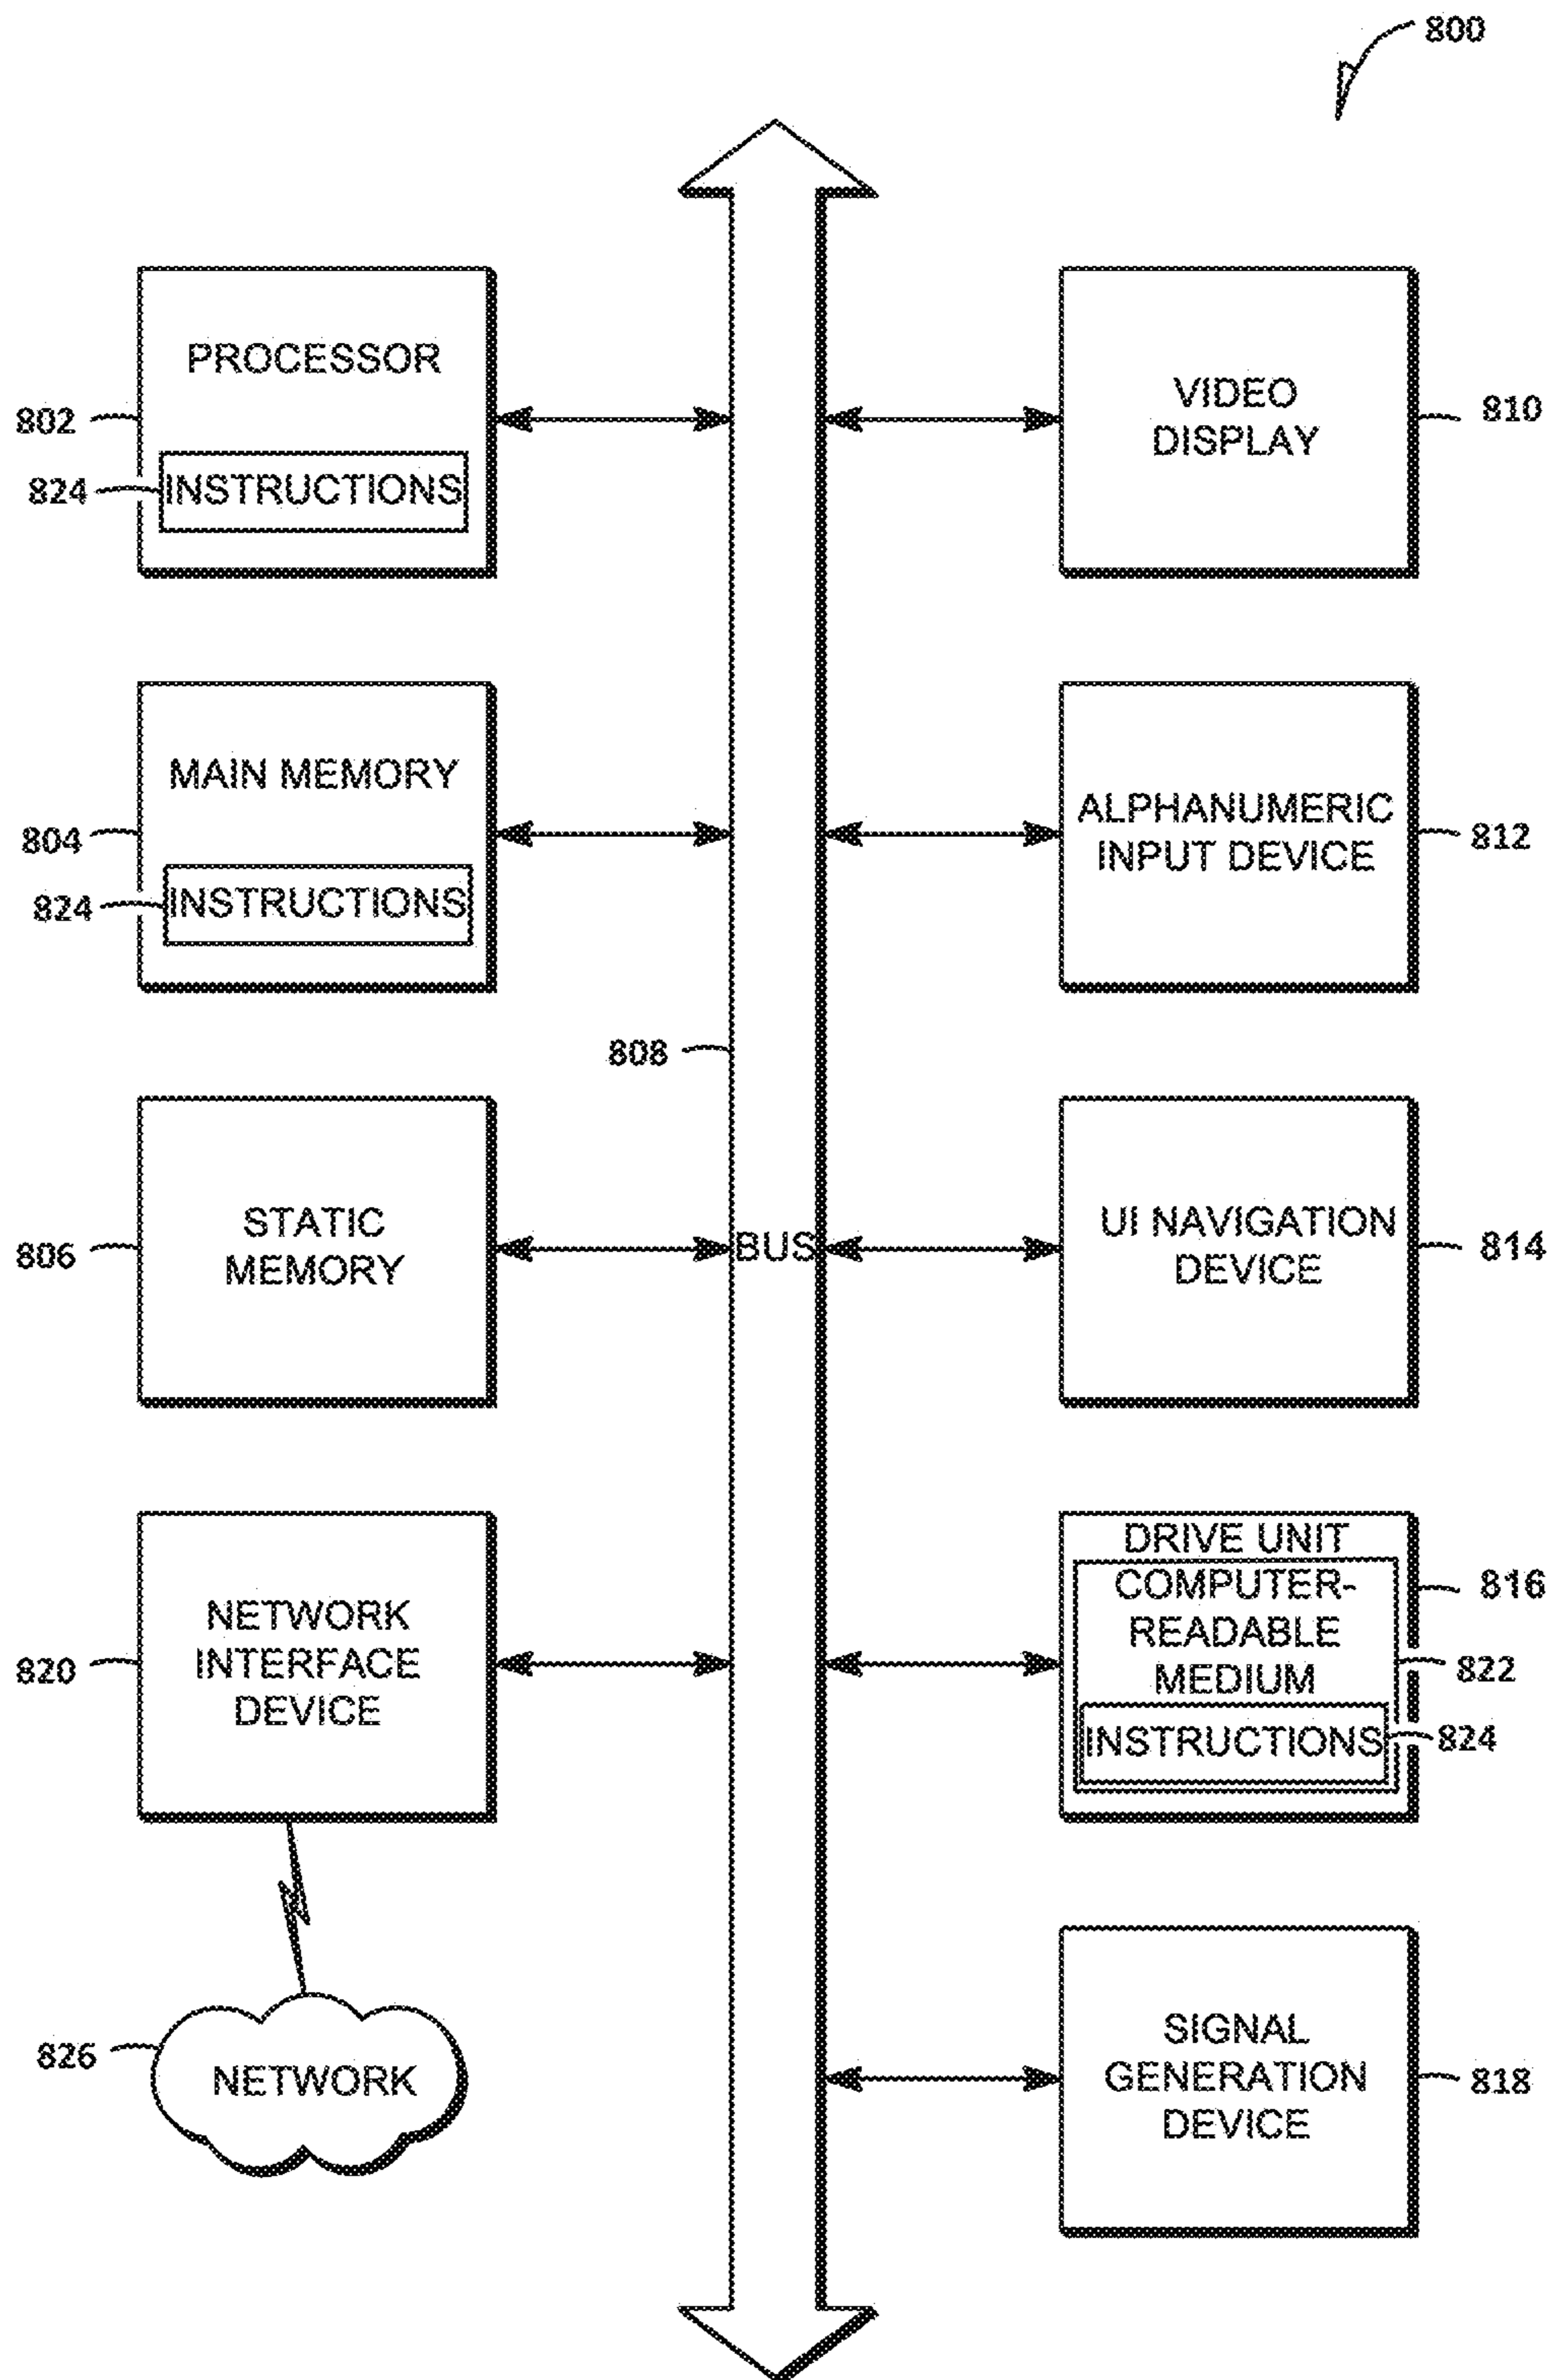 800
PROCESSOR
802
824
INSTRUCTIONS
MAIN MEMORY
804
824
INSTRUCTIONS
808
STATIC
MEMORY
806
BUS
NETWORK
INTERFACE
DEVICE
820
826
NETWORK
VIDEO
DISPLAY
810
ALPHANUMERIC
INPUT DEVICE
812
UI NAVIGATION
DEVICE
814
DRIVE UNIT
816
COMPUTER-
READABLE
MEDIUM
822
INSTRUCTIONS
824
SIGNAL
GENERATION
DEVICE
818